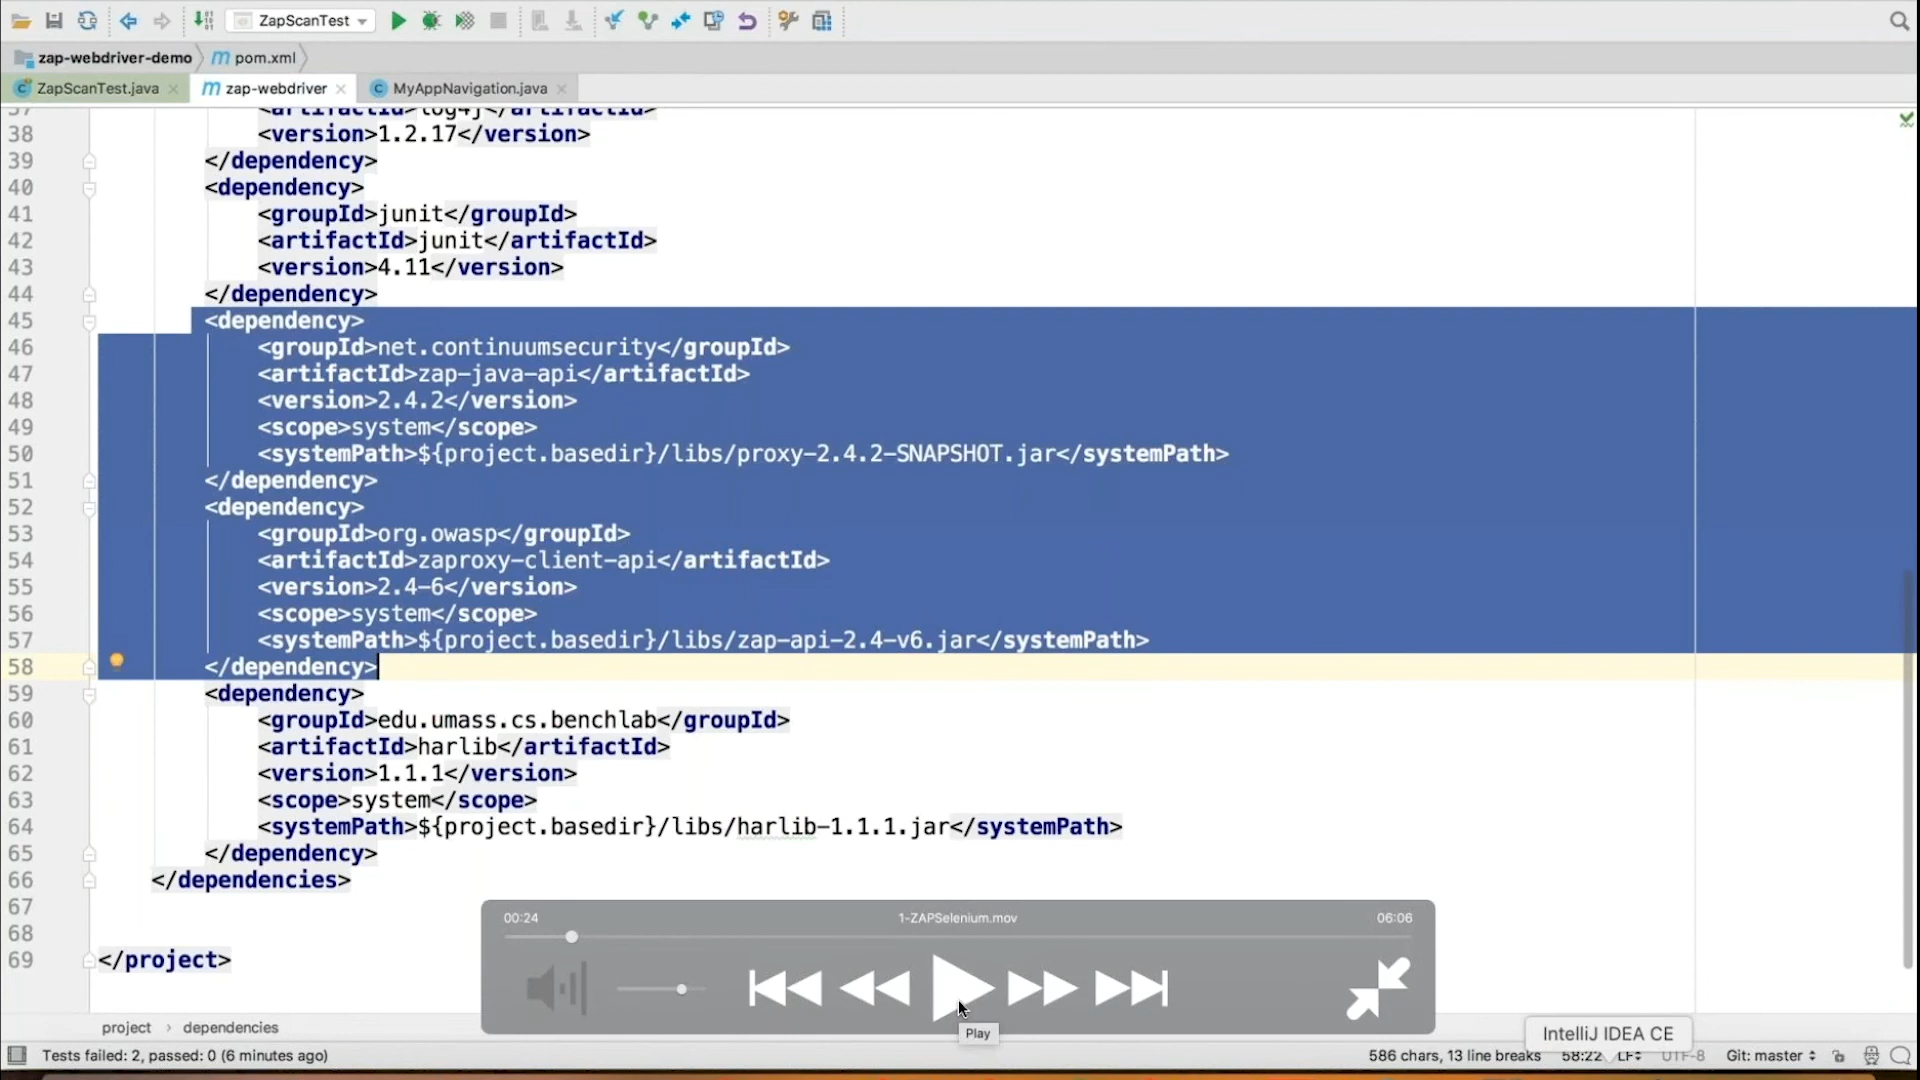 ZapScanTest
zap-webdriver-demo pom.xml
ZapScanTest.java zap-webdriver MyAppNavigation.java
37 <artifactId>log4j</artifactId>
38 <version>1.2.17</version>
39 </dependency>
40 <dependency>
41 <groupId>junit</groupId>
42 <artifactId>junit</artifactId>
43 <version>4.11</version>
44 </dependency>
45 <dependency>
46 <groupId>net.continuumsecurity</groupId>
47 <artifactId>zap-java-api</artifactId>
48 <version>2.4.2</version>
49 <scope>system</scope>
50 <systemPath>${project.basedir}/libs/proxy-2.4.2-SNAPSHOT.jar</systemPath>
51 </dependency>
52 <dependency>
53 <groupId>org.owasp</groupId>
54 <artifactId>zaproxy-client-api</artifactId>
55 <version>2.4-6</version>
56 <scope>system</scope>
57 <systemPath>${project.basedir}/libs/zap-api-2.4-v6.jar</systemPath>
58 </dependency>
59 <dependency>
60 <groupId>edu.umass.cs.benchlab</groupId>
61 <artifactId>harlib</artifactId>
62 <version>1.1.1</version>
63 <scope>system</scope>
64 <systemPath>${project.basedir}/libs/harlib-1.1.1.jar</systemPath>
65 </dependency>
66 </dependencies>
67
68
69 </project>
00:24 1-ZAPSelenium.mov 06:06
Play
project › dependencies
IntelliJ IDEA CE
Tests failed: 2, passed: 0 (6 minutes ago) 586 chars, 13 line breaks 58:22 LF UTF-8 Git: master